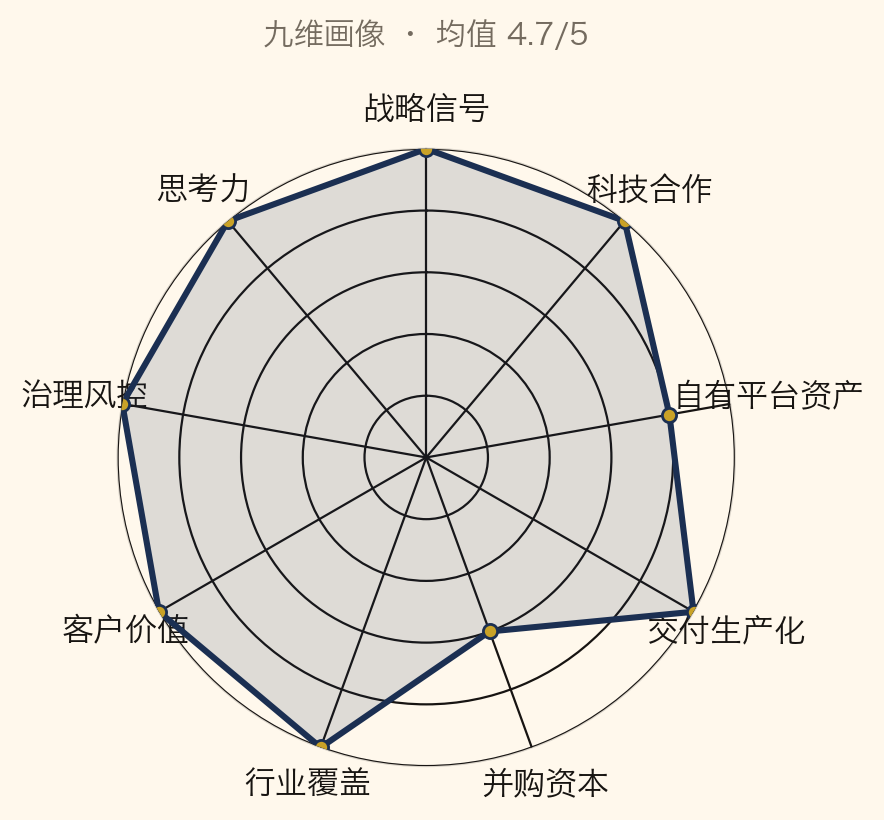 九维画像 · 均值 4.7/5
战略信号
思考力
科技合作
治理风控
自有平台资产
客户价值
交付生产化
行业覆盖
并购资本